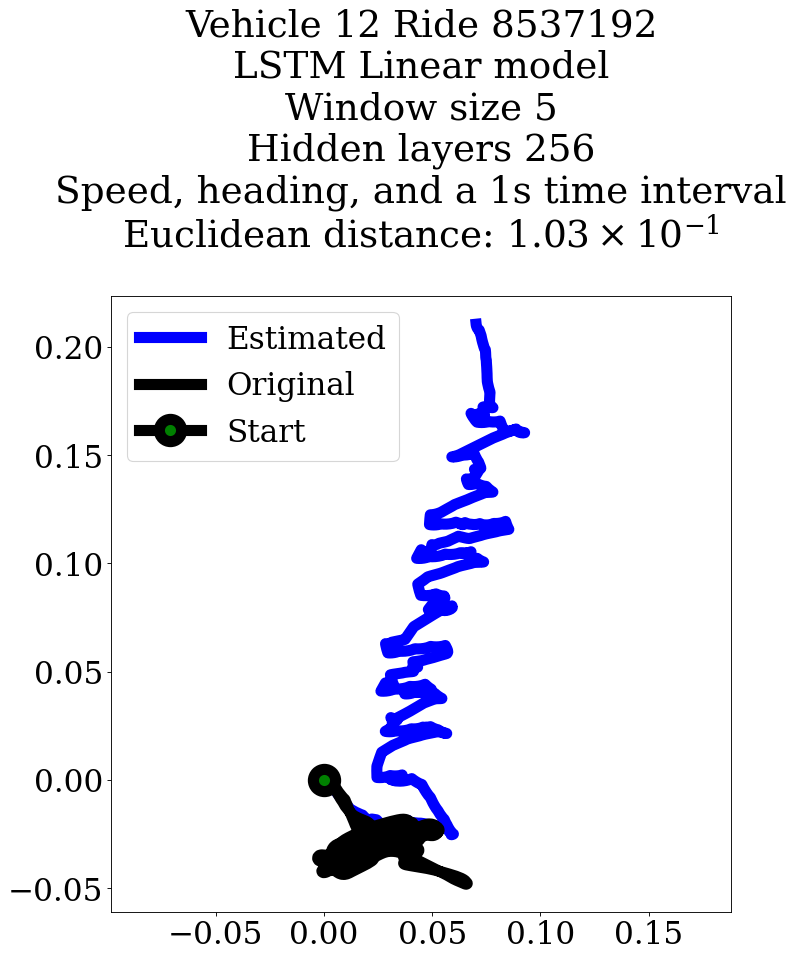 Vehicle 12 Ride 8537192
LSTM Linear model
Window size 5
Hidden layers 256
Speed, heading, and a 1s time interval
Euclidean distance: 1.03 × 10⁻¹
Estimated
Original
Start
0.20
0.15
0.10
0.05
0.00
−0.05
−0.05 0.00 0.05 0.10 0.15